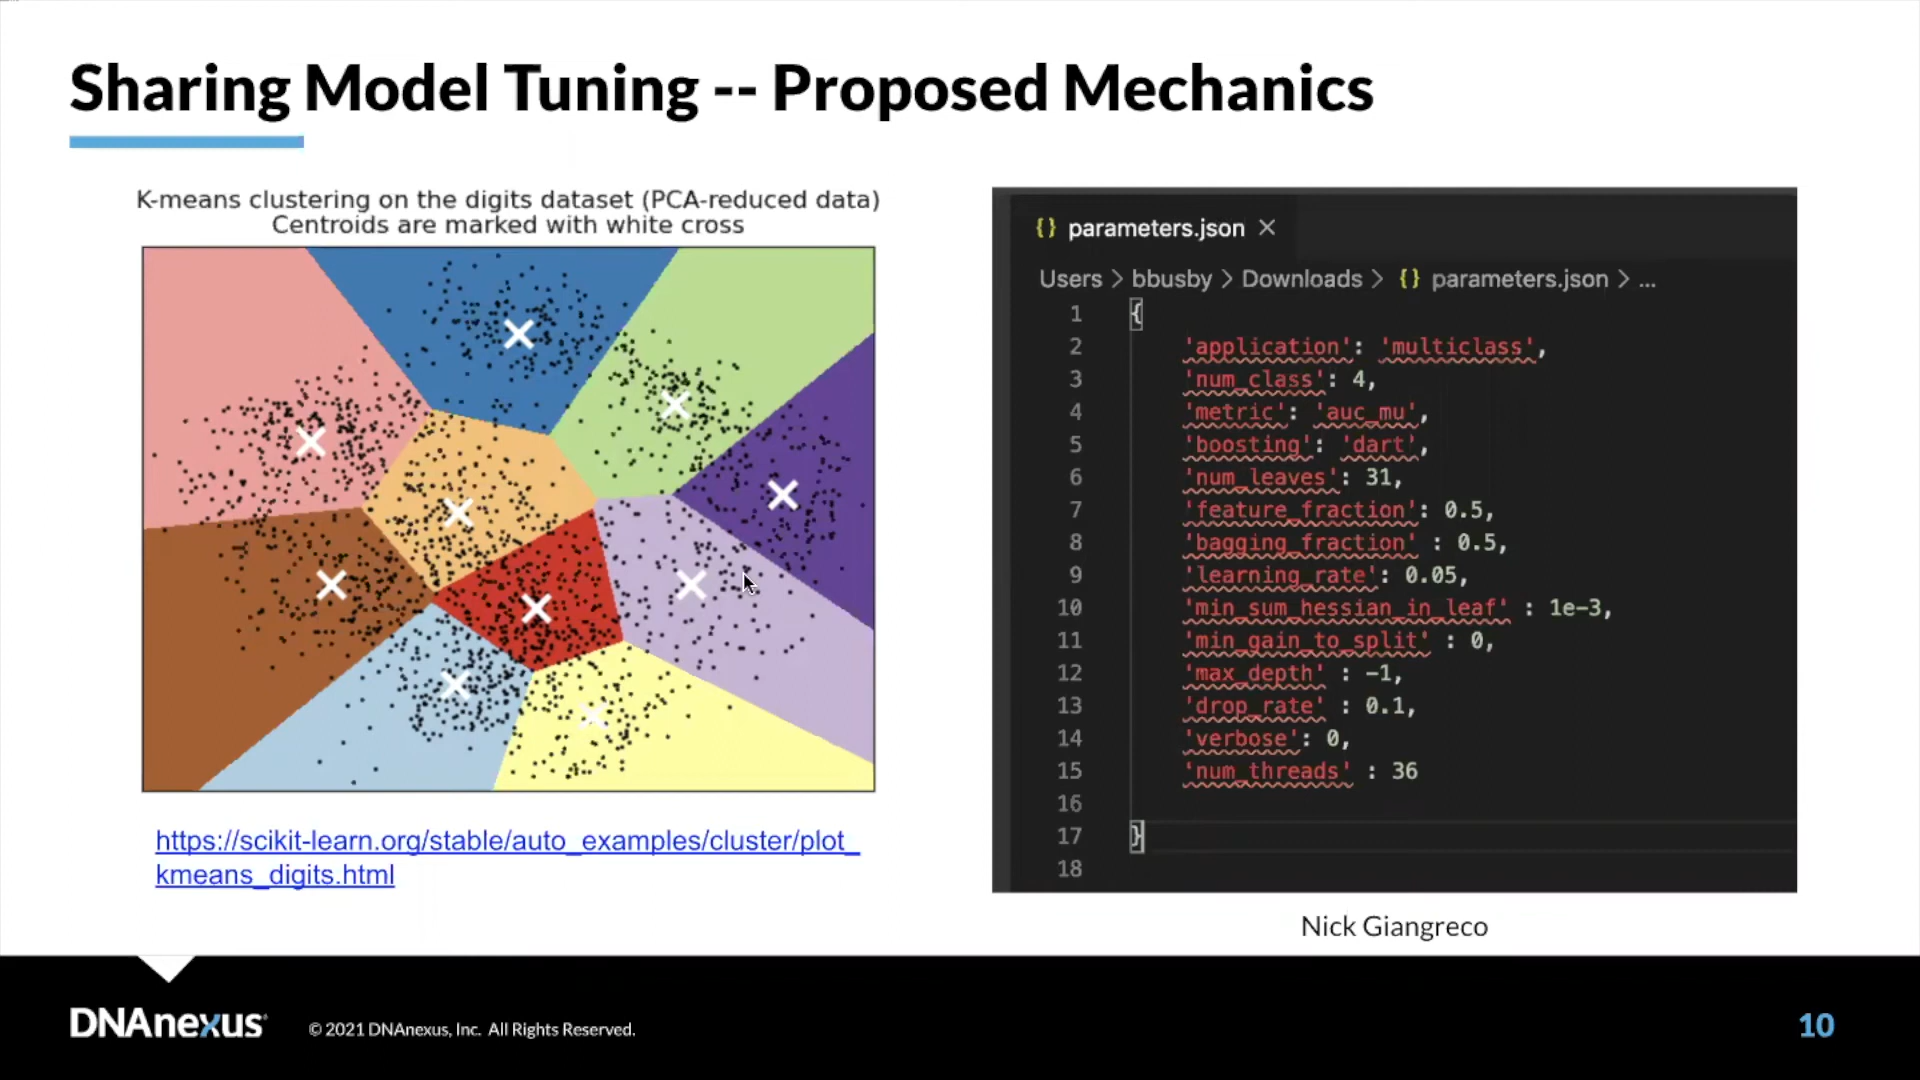 Sharing Model Tuning -- Proposed Mechanics
K-means clustering on the digits dataset (PCA-reduced data)
Centroids are marked with white cross
https://scikit-learn.org/stable/auto_examples/cluster/plot_
kmeans_digits.html
{} parameters.json ×
Users > bbusby > Downloads > {} parameters.json > ...
1 {
2 'application': 'multiclass',
3 'num_class': 4,
4 'metric': 'auc_mu',
5 'boosting': 'dart',
6 'num_leaves': 31,
7 'feature_fraction': 0.5,
8 'bagging_fraction' : 0.5,
9 'learning_rate': 0.05,
10 'min_sum_hessian_in_leaf' : 1e-3,
11 'min_gain_to_split' : 0,
12 'max_depth' : -1,
13 'drop_rate' : 0.1,
14 'verbose': 0,
15 'num_threads' : 36
16
17 }
18
Nick Giangreco
DNAnexus
© 2021 DNAnexus, Inc. All Rights Reserved.
10